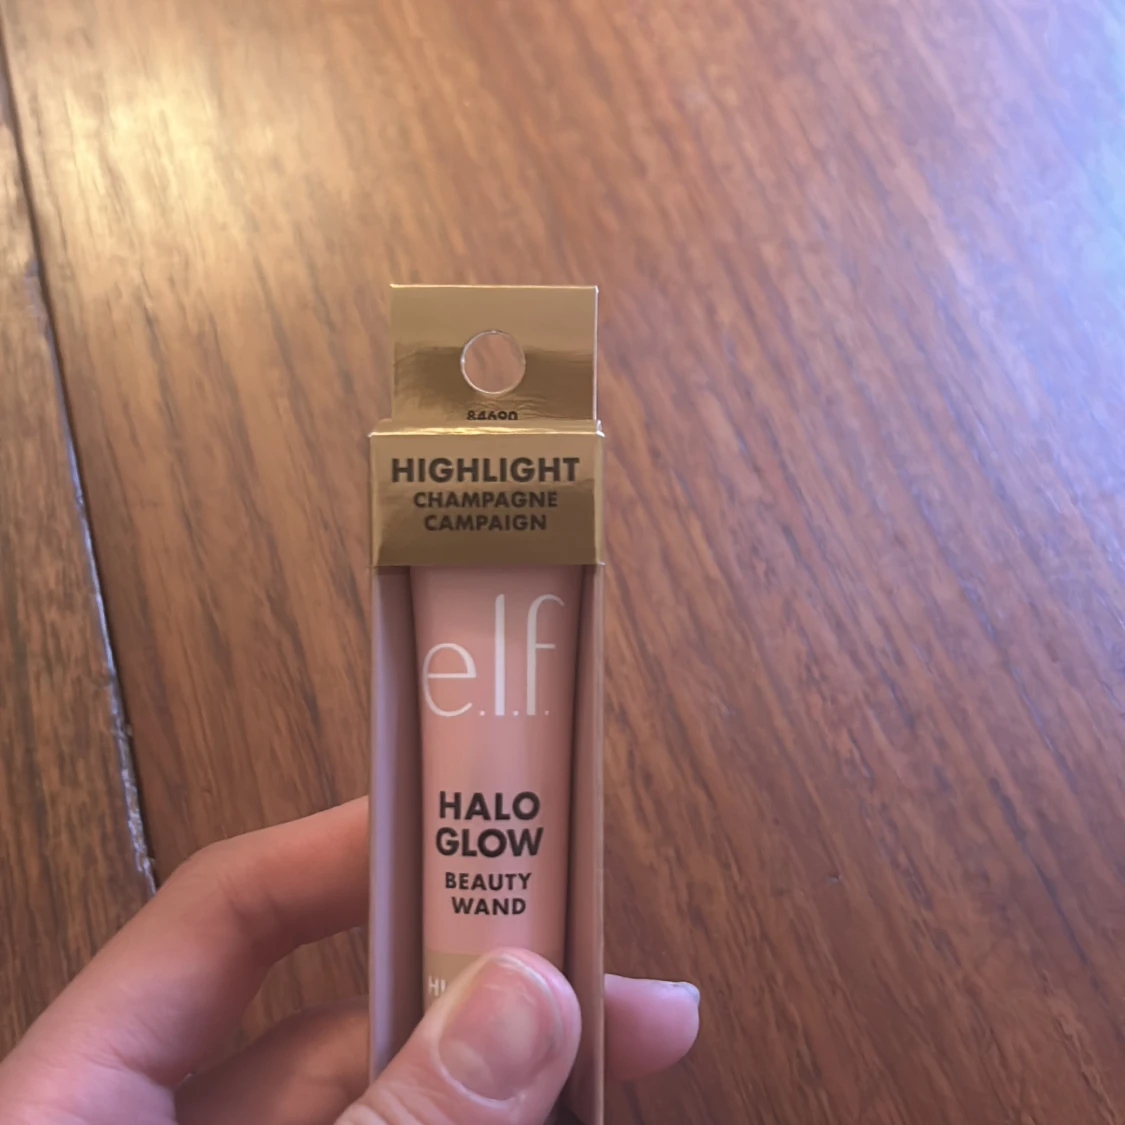 84690
HIGHLIGHT
CHAMPAGNE
CAMPAIGN
e.l.f.
HALO
GLOW
BEAUTY
WAND